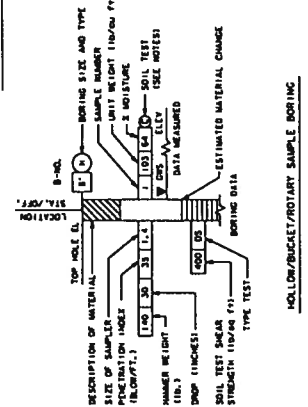 B-NO.
8" H
BORING SIZE AND TYPE
SAMPLE NUMBER
UNIT WEIGHT (lb/cu ft)
% MOISTURE
LOCATION
STA./OFF.
TOP HOLE EL
DESCRIPTION OF MATERIAL
SIZE OF SAMPLER
PENETRATION INDEX
(BLOW/FT.)
140 30 35 1.4
1 103 64 C
SOIL TEST
(SEE NOTES)
GWS ELEV
DATA MEASURED
ESTIMATED MATERIAL CHANGE
HAMMER WEIGHT
(lb.)
DROP (INCHES)
400 DS
SOIL TEST SHEAR
STRENGTH (lb/sq ft)
TYPE TEST
BORING DATA
HOLLOW/BUCKET/ROTARY SAMPLE BORING